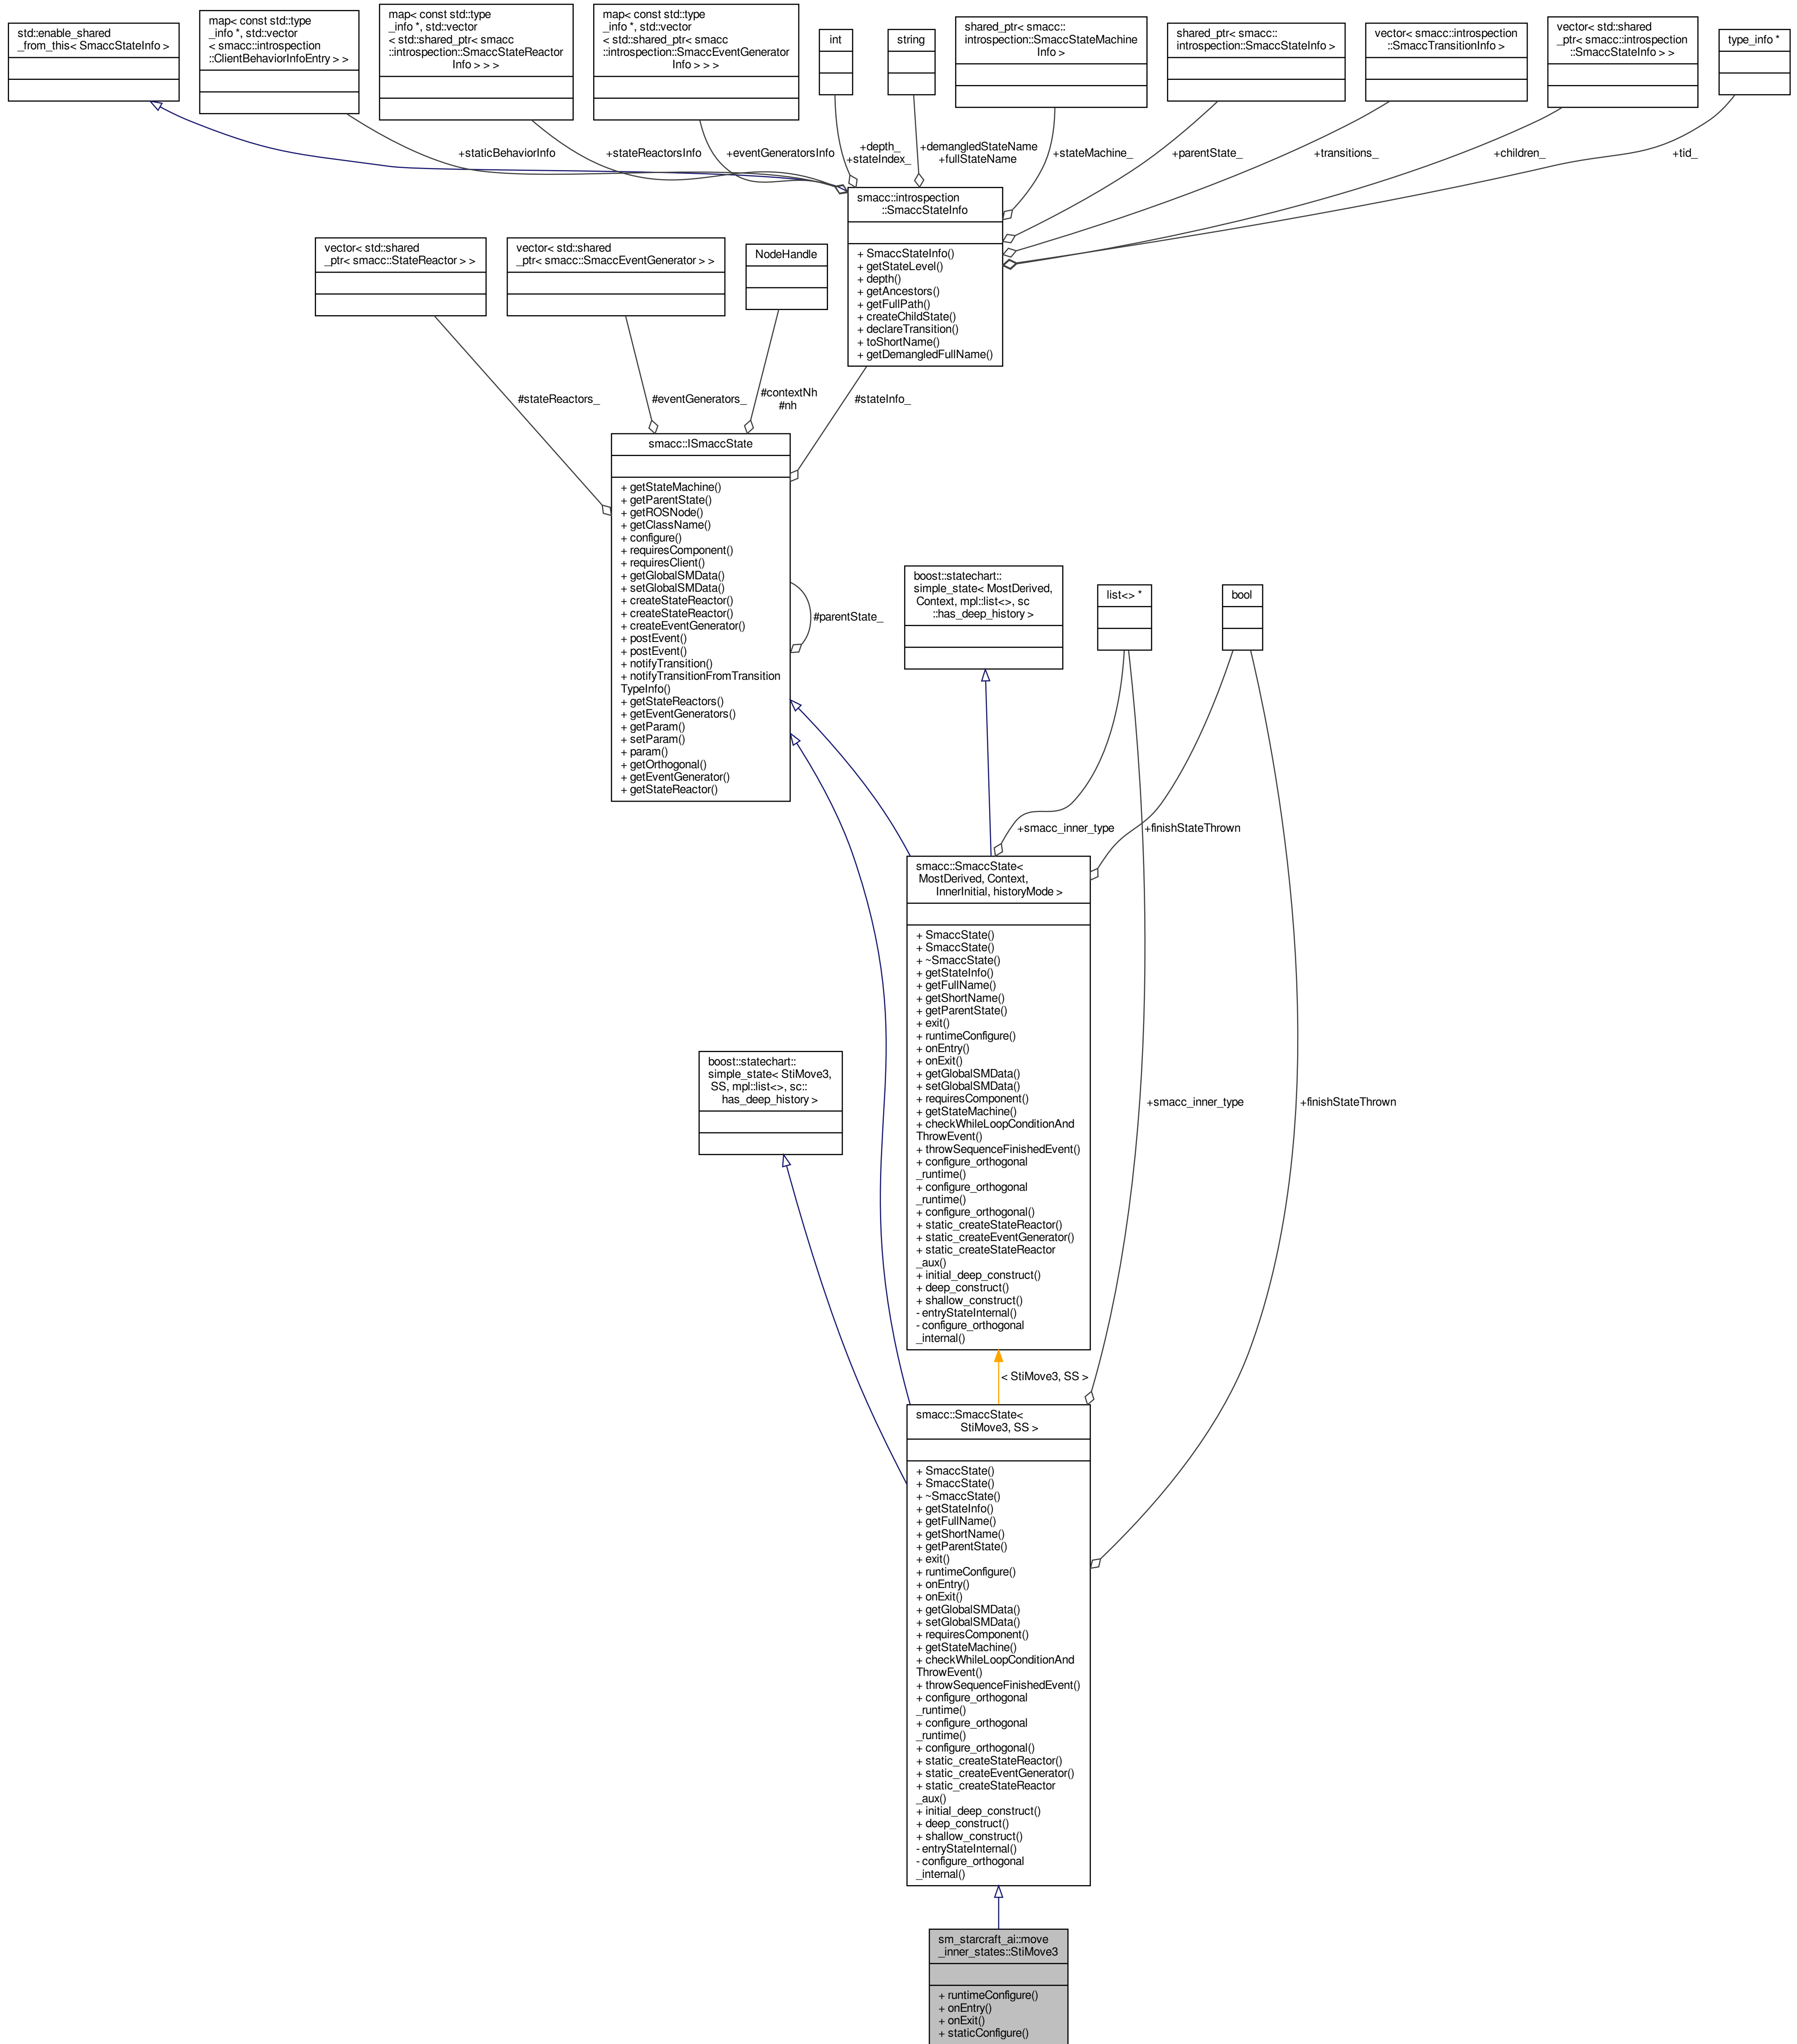 std::enable_shared
_from_this< SmaccStateInfo >
map< const std::type
_info *, std::vector
< smacc::introspection
::ClientBehaviorInfoEntry > >
map< const std::type
_info *, std::vector
< std::shared_ptr< smacc
::introspection::SmaccStateReactor
Info > > >
map< const std::type
_info *, std::vector
< std::shared_ptr< smacc
::introspection::SmaccEventGenerator
Info > > >
int
string
shared_ptr< smacc::
introspection::SmaccStateMachine
Info >
shared_ptr< smacc::
introspection::SmaccStateInfo >
vector< smacc::introspection
::SmaccTransitionInfo >
vector< std::shared
_ptr< smacc::introspection
::SmaccStateInfo > >
type_info *
+staticBehaviorInfo
+stateReactorsInfo
+eventGeneratorsInfo
+depth_
+stateIndex_
+demangledStateName
+fullStateName
+stateMachine_
+parentState_
+transitions_
+children_
+tid_
smacc::introspection
::SmaccStateInfo
+ SmaccStateInfo()
+ getStateLevel()
+ depth()
+ getAncestors()
+ getFullPath()
+ createChildState()
+ declareTransition()
+ toShortName()
+ getDemangledFullName()
vector< std::shared
_ptr< smacc::StateReactor > >
vector< std::shared
_ptr< smacc::SmaccEventGenerator > >
NodeHandle
#stateReactors_
#eventGenerators_
#contextNh
#nh
#stateInfo_
smacc::ISmaccState
+ getStateMachine()
+ getParentState()
+ getROSNode()
+ getClassName()
+ configure()
+ requiresComponent()
+ requiresClient()
+ getGlobalSMData()
+ setGlobalSMData()
+ createStateReactor()
+ createStateReactor()
+ createEventGenerator()
+ postEvent()
+ postEvent()
+ notifyTransition()
+ notifyTransitionFromTransition
TypeInfo()
+ getStateReactors()
+ getEventGenerators()
+ getParam()
+ setParam()
+ param()
+ getOrthogonal()
+ getEventGenerator()
+ getStateReactor()
#parentState_
boost::statechart::
simple_state< MostDerived,
Context, mpl::list<>, sc
::has_deep_history >
list<> *
bool
+smacc_inner_type
+finishStateThrown
smacc::SmaccState<
MostDerived, Context,
InnerInitial, historyMode >
+ SmaccState()
+ SmaccState()
+ ~SmaccState()
+ getStateInfo()
+ getFullName()
+ getShortName()
+ getParentState()
+ exit()
+ runtimeConfigure()
+ onEntry()
+ onExit()
+ getGlobalSMData()
+ setGlobalSMData()
+ requiresComponent()
+ getStateMachine()
+ checkWhileLoopConditionAnd
ThrowEvent()
+ throwSequenceFinishedEvent()
+ configure_orthogonal
_runtime()
+ configure_orthogonal
_runtime()
+ configure_orthogonal()
+ static_createStateReactor()
+ static_createEventGenerator()
+ static_createStateReactor
_aux()
+ initial_deep_construct()
+ deep_construct()
+ shallow_construct()
- entryStateInternal()
- configure_orthogonal
_internal()
boost::statechart::
simple_state< StiMove3,
SS, mpl::list<>, sc::
has_deep_history >
+smacc_inner_type
+finishStateThrown
< StiMove3, SS >
smacc::SmaccState<
StiMove3, SS >
+ SmaccState()
+ SmaccState()
+ ~SmaccState()
+ getStateInfo()
+ getFullName()
+ getShortName()
+ getParentState()
+ exit()
+ runtimeConfigure()
+ onEntry()
+ onExit()
+ getGlobalSMData()
+ setGlobalSMData()
+ requiresComponent()
+ getStateMachine()
+ checkWhileLoopConditionAnd
ThrowEvent()
+ throwSequenceFinishedEvent()
+ configure_orthogonal
_runtime()
+ configure_orthogonal
_runtime()
+ configure_orthogonal()
+ static_createStateReactor()
+ static_createEventGenerator()
+ static_createStateReactor
_aux()
+ initial_deep_construct()
+ deep_construct()
+ shallow_construct()
- entryStateInternal()
- configure_orthogonal
_internal()
sm_starcraft_ai::move
_inner_states::StiMove3
+ runtimeConfigure()
+ onEntry()
+ onExit()
+ staticConfigure()